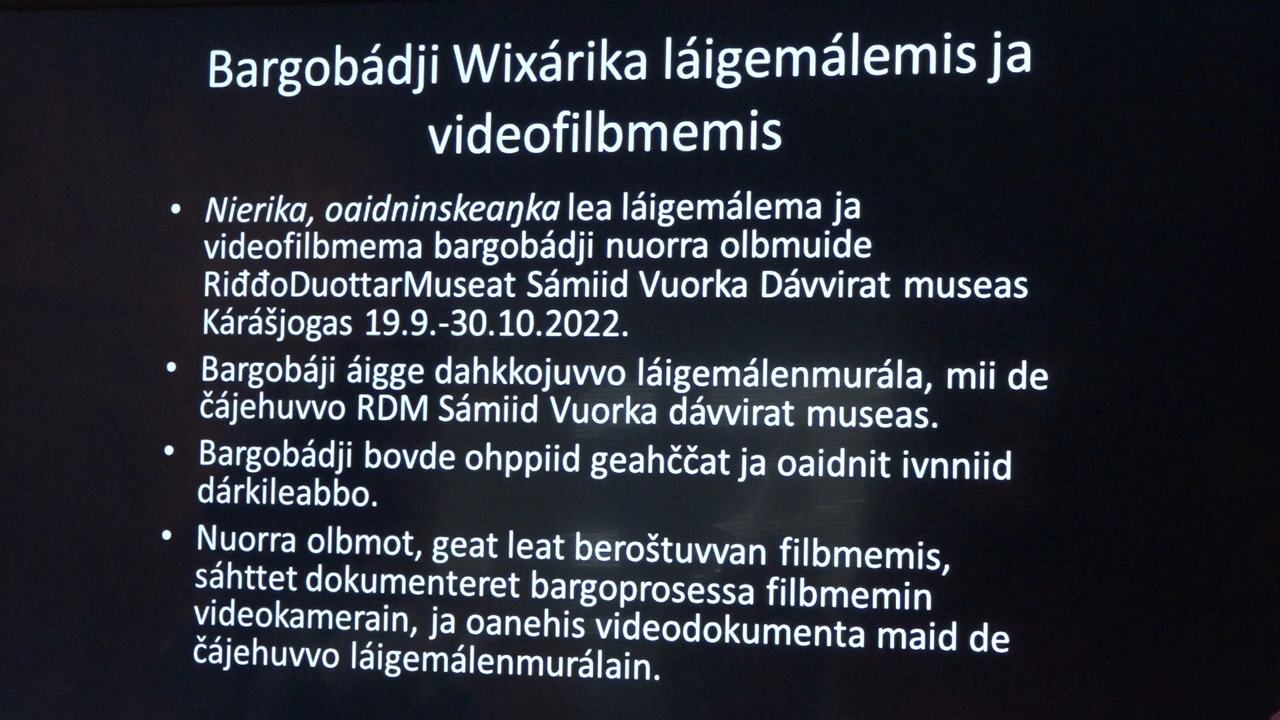 Bargobádji Wixárika láigemálemis ja
videofilbmemis
• Nierika, oaidninskeaŋka lea láigemálema ja
videofilbmema bargobádji nuorra olbmuide
RiđđoDuottarMuseat Sámiid Vuorka Dávvirat museas
Kárášjogas 19.9.-30.10.2022.
• Bargobáji áigge dahkkojuvvo láigemálenmurála, mii de
čájehuvvo RDM Sámiid Vuorka dávvirat museas.
• Bargobádji bovde ohppiid geahččat ja oaidnit ivnniid
dárkileabbo.
• Nuorra olbmot, geat leat beroštuvvan filbmemis,
sáhttet dokumenteret bargoprosessa filbmemin
videokamerain, ja oanehis videodokumenta maid de
čájehuvvo láigemálenmurálain.